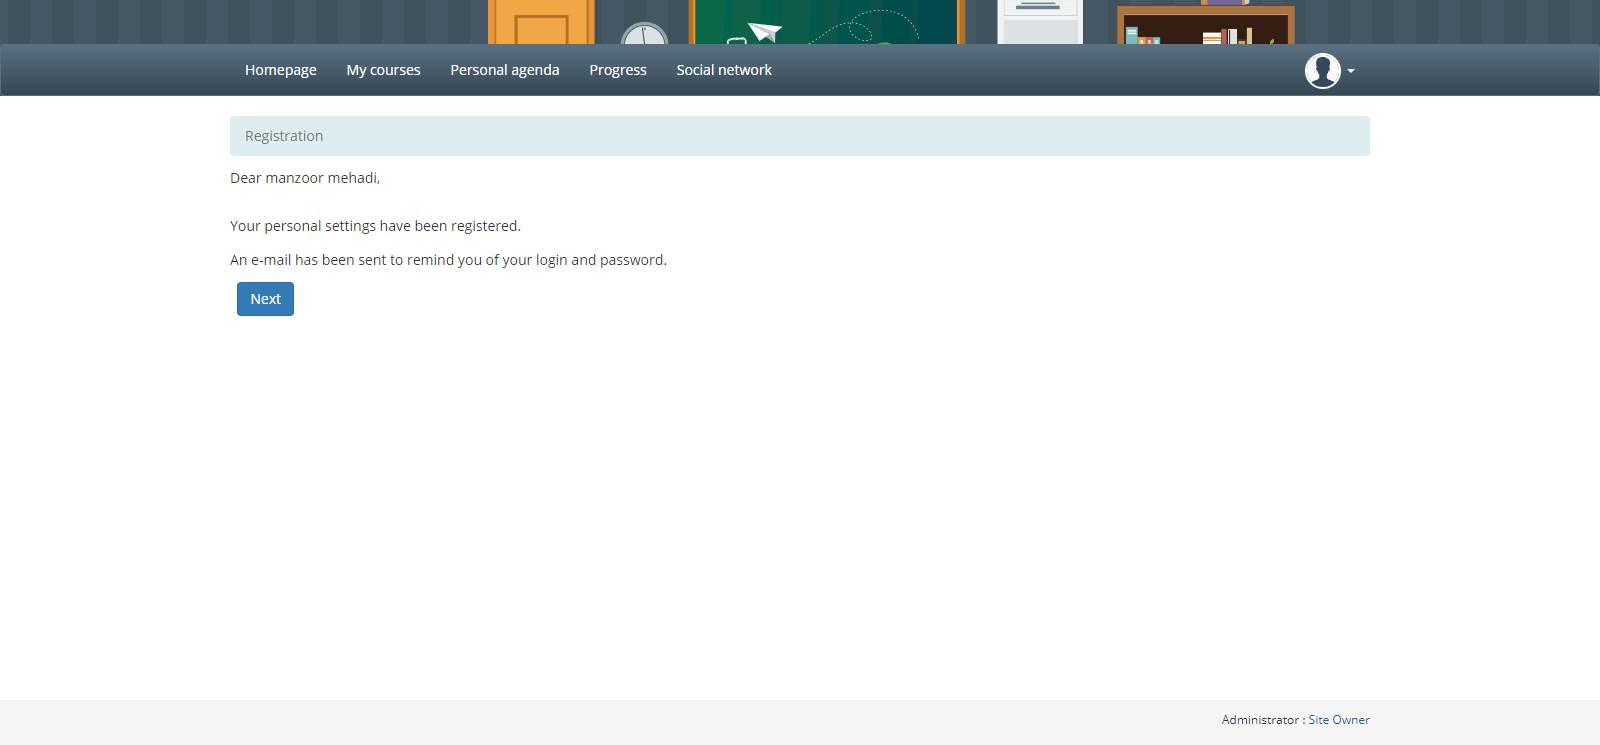 Homepage My courses Personal agenda Progress Social network
Registration
Dear manzoor mehadi,
Your personal settings have been registered.
An e-mail has been sent to remind you of your login and password.
Next
Administrator : Site Owner